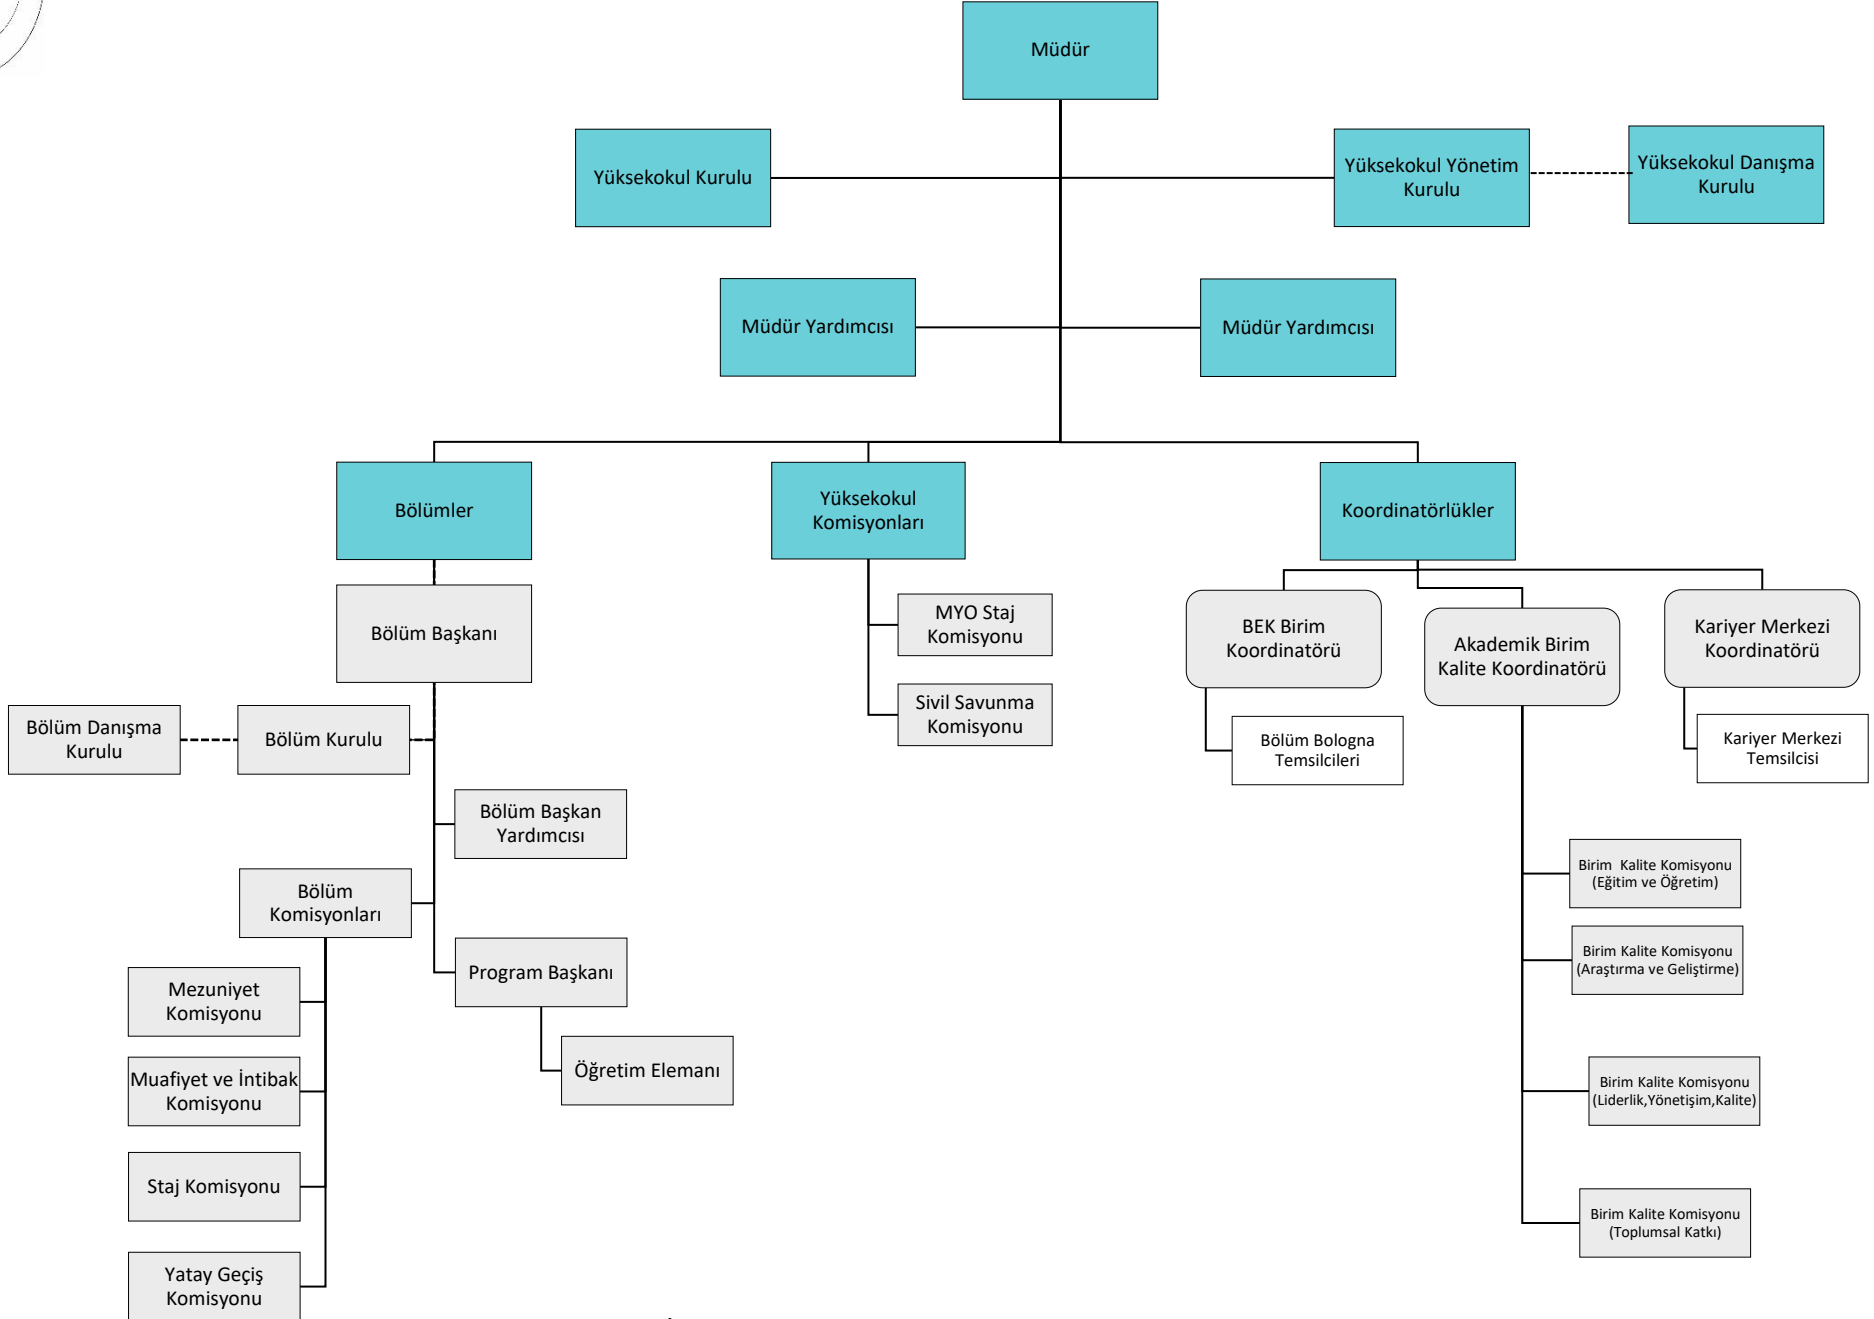 Müdür
Yüksekokul Kurulu
Yüksekokul Yönetim
Kurulu
Yüksekokul Danışma
Kurulu
Müdür Yardımcısı
Müdür Yardımcısı
Bölümler
Yüksekokul
Komisyonları
Koordinatörlükler
Bölüm Başkanı
MYO Staj
Komisyonu
Sivil Savunma
Komisyonu
BEK Birim
Koordinatörü
Akademik Birim
Kalite Koordinatörü
Kariyer Merkezi
Koordinatörü
Bölüm Danışma
Kurulu
Bölüm Kurulu
Bölüm Bologna
Temsilcileri
Kariyer Merkezi
Temsilcisi
Bölüm Başkan
Yardımcısı
Bölüm
Komisyonları
Program Başkanı
Öğretim Elemanı
Mezuniyet
Komisyonu
Muafiyet ve İntibak
Komisyonu
Staj Komisyonu
Yatay Geçiş
Komisyonu
Birim  Kalite Komisyonu
(Eğitim ve Öğretim)
Birim Kalite Komisyonu
(Araştırma ve Geliştirme)
Birim Kalite Komisyonu
(Liderlik,Yönetişim,Kalite)
Birim Kalite Komisyonu
(Toplumsal Katkı)